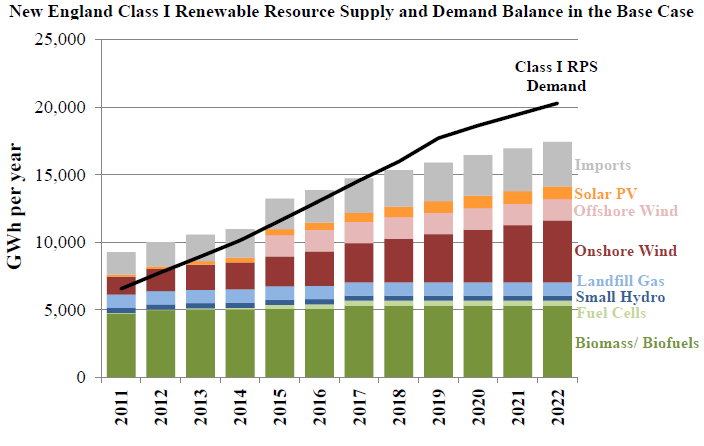 New England Class I Renewable Resource Supply and Demand Balance in the Base Case
25,000
20,000
15,000
10,000
5,000
0
GWh per year
Class I RPS
Demand
Imports
Solar PV
Offshore Wind
Onshore Wind
Landfill Gas
Small Hydro
Fuel Cells
Biomass/ Biofuels
2011
2012
2013
2014
2015
2016
2017
2018
2019
2020
2021
2022